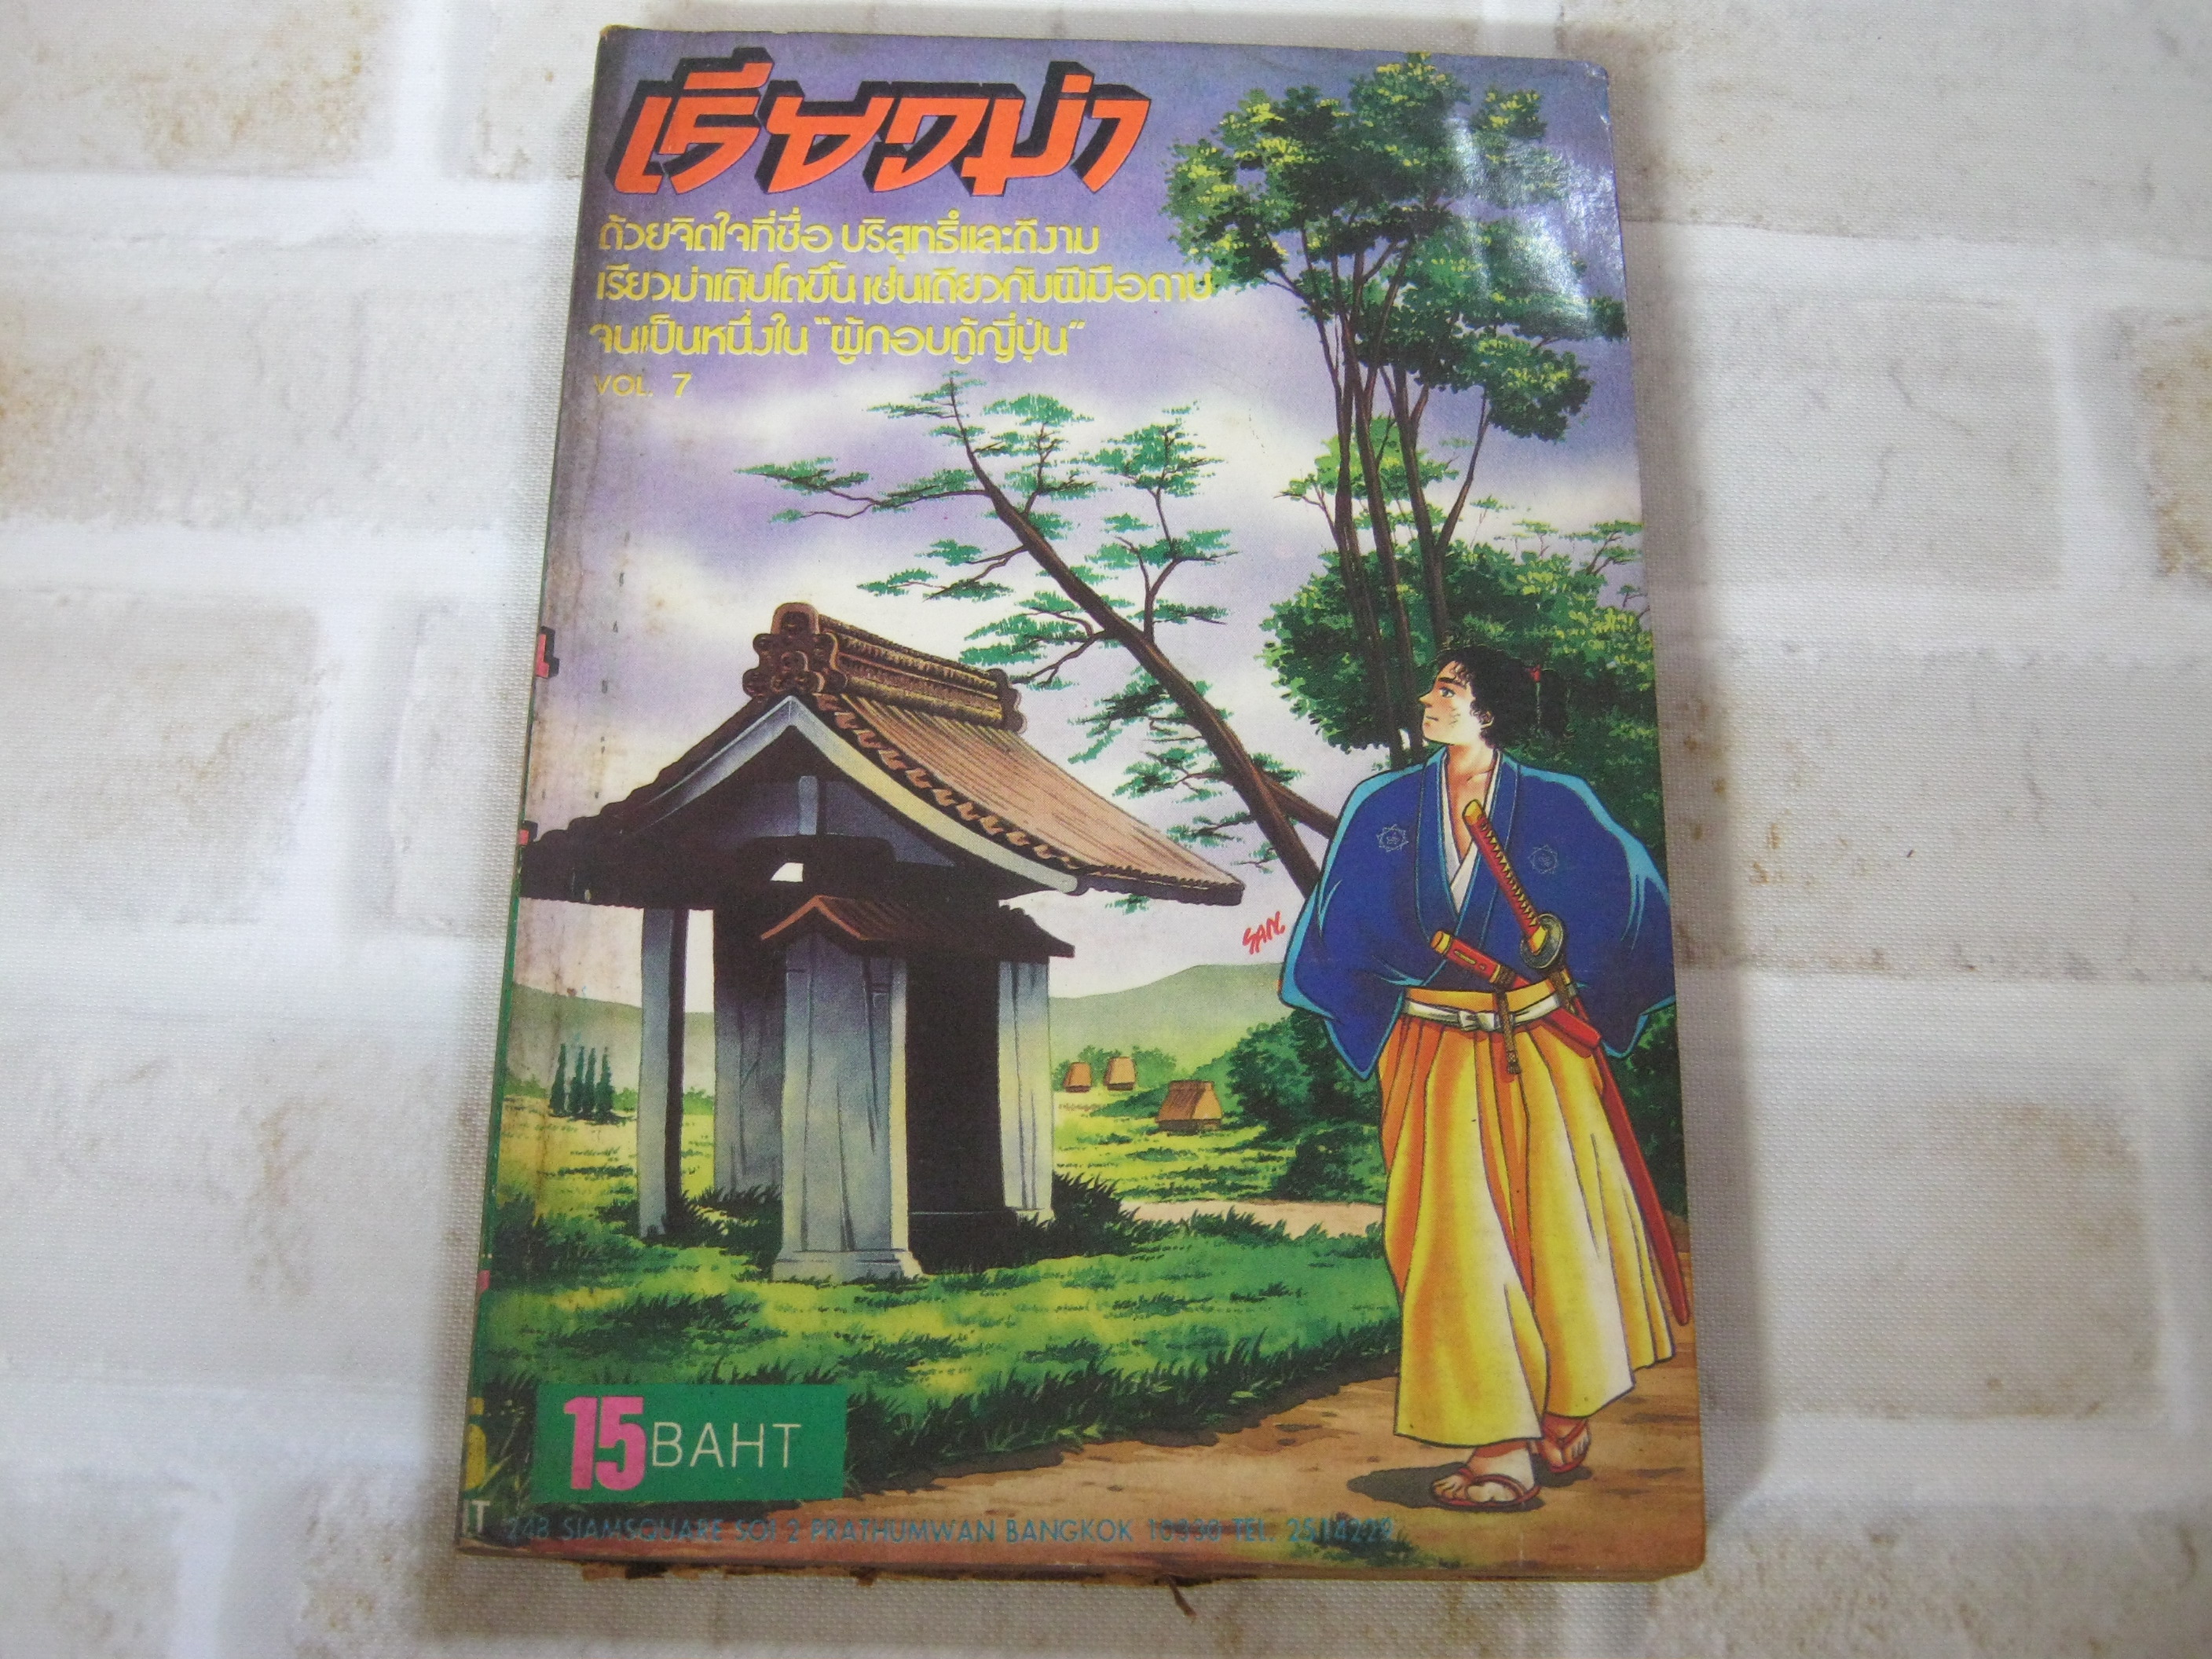 เรียวม่า
ด้วยจิตใจที่ซื่อ บริสุทธิ์และดีงาม
เรียวม่าเติบโตขึ้น เช่นเดียวกับฝีมือดาบ
จนเป็นหนึ่งใน "ผู้กอบกู้ญี่ปุ่น"
VOL. 7
SAN.
15 BAHT
248 SIAMSQUARE SOI 2 PRATHUMWAN BANGKOK 10330 TEL. 2514229